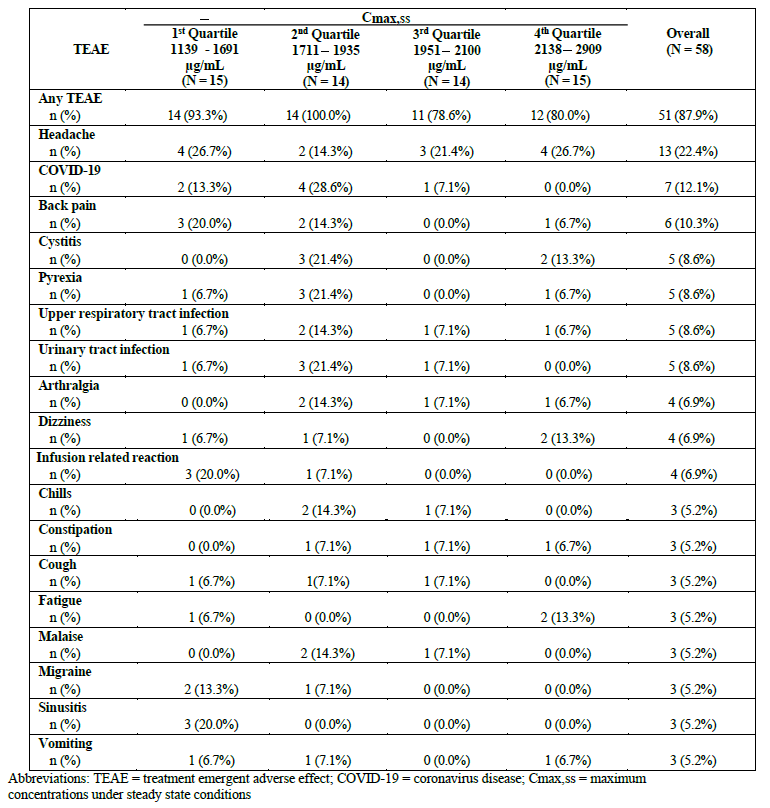 – Cmax,ss
TEAE 1st Quartile 2nd Quartile 3rd Quartile 4th Quartile Overall
1139 - 1691 1711 – 1935 1951 – 2100 2138 – 2909 (N = 58)
µg/mL µg/mL µg/mL µg/mL
(N = 15) (N = 14) (N = 14) (N = 15)
Any TEAE
n (%) 14 (93.3%) 14 (100.0%) 11 (78.6%) 12 (80.0%) 51 (87.9%)
Headache
n (%) 4 (26.7%) 2 (14.3%) 3 (21.4%) 4 (26.7%) 13 (22.4%)
COVID-19
n (%) 2 (13.3%) 4 (28.6%) 1 (7.1%) 0 (0.0%) 7 (12.1%)
Back pain
n (%) 3 (20.0%) 2 (14.3%) 0 (0.0%) 1 (6.7%) 6 (10.3%)
Cystitis
n (%) 0 (0.0%) 3 (21.4%) 0 (0.0%) 2 (13.3%) 5 (8.6%)
Pyrexia
n (%) 1 (6.7%) 3 (21.4%) 0 (0.0%) 1 (6.7%) 5 (8.6%)
Upper respiratory tract infection
n (%) 1 (6.7%) 2 (14.3%) 1 (7.1%) 1 (6.7%) 5 (8.6%)
Urinary tract infection
n (%) 1 (6.7%) 3 (21.4%) 1 (7.1%) 0 (0.0%) 5 (8.6%)
Arthralgia
n (%) 0 (0.0%) 2 (14.3%) 1 (7.1%) 1 (6.7%) 4 (6.9%)
Dizziness
n (%) 1 (6.7%) 1 (7.1%) 0 (0.0%) 2 (13.3%) 4 (6.9%)
Infusion related reaction
n (%) 3 (20.0%) 1 (7.1%) 0 (0.0%) 0 (0.0%) 4 (6.9%)
Chills
n (%) 0 (0.0%) 2 (14.3%) 1 (7.1%) 0 (0.0%) 3 (5.2%)
Constipation
n (%) 0 (0.0%) 1 (7.1%) 1 (7.1%) 1 (6.7%) 3 (5.2%)
Cough
n (%) 1 (6.7%) 1(7.1%) 1 (7.1%) 0 (0.0%) 3 (5.2%)
Fatigue
n (%) 1 (6.7%) 0 (0.0%) 0 (0.0%) 2 (13.3%) 3 (5.2%)
Malaise
n (%) 0 (0.0%) 2 (14.3%) 1 (7.1%) 0 (0.0%) 3 (5.2%)
Migraine
n (%) 2 (13.3%) 1 (7.1%) 0 (0.0%) 0 (0.0%) 3 (5.2%)
Sinusitis
n (%) 3 (20.0%) 0 (0.0%) 0 (0.0%) 0 (0.0%) 3 (5.2%)
Vomiting
n (%) 1 (6.7%) 1 (7.1%) 0 (0.0%) 1 (6.7%) 3 (5.2%)
Abbreviations: TEAE = treatment emergent adverse effect; COVID-19 = coronavirus disease; Cmax,ss = maximum
concentrations under steady state conditions